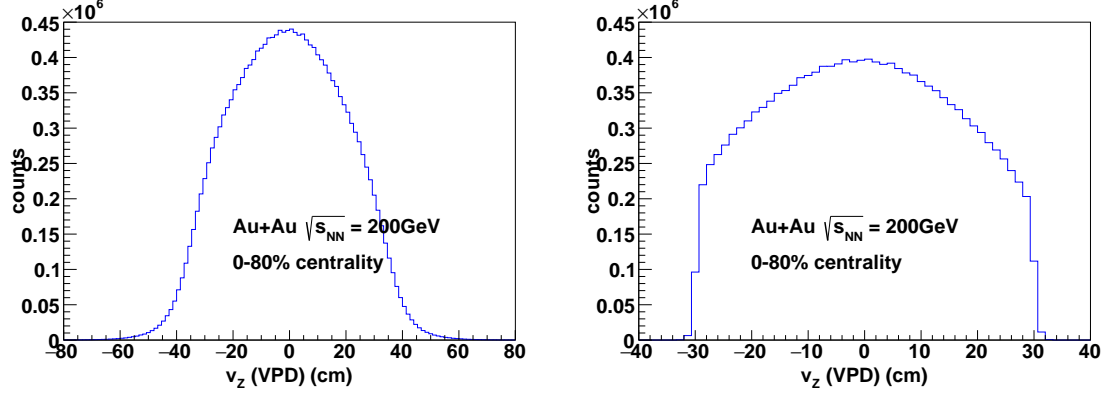 ×10⁶
0.45
0.4
0.35
0.3
0.25
0.2
0.15
0.1
0.05
0
counts
Au+Au √s_NN = 200GeV
0-80% centrality
−80 −60 −40 −20 0 20 40 60 80
v_Z (VPD) (cm)
×10⁶
0.45
0.4
0.35
0.3
0.25
0.2
0.15
0.1
0.05
0
counts
Au+Au √s_NN = 200GeV
0-80% centrality
−40 −30 −20 −10 0 10 20 30 40
v_Z (VPD) (cm)